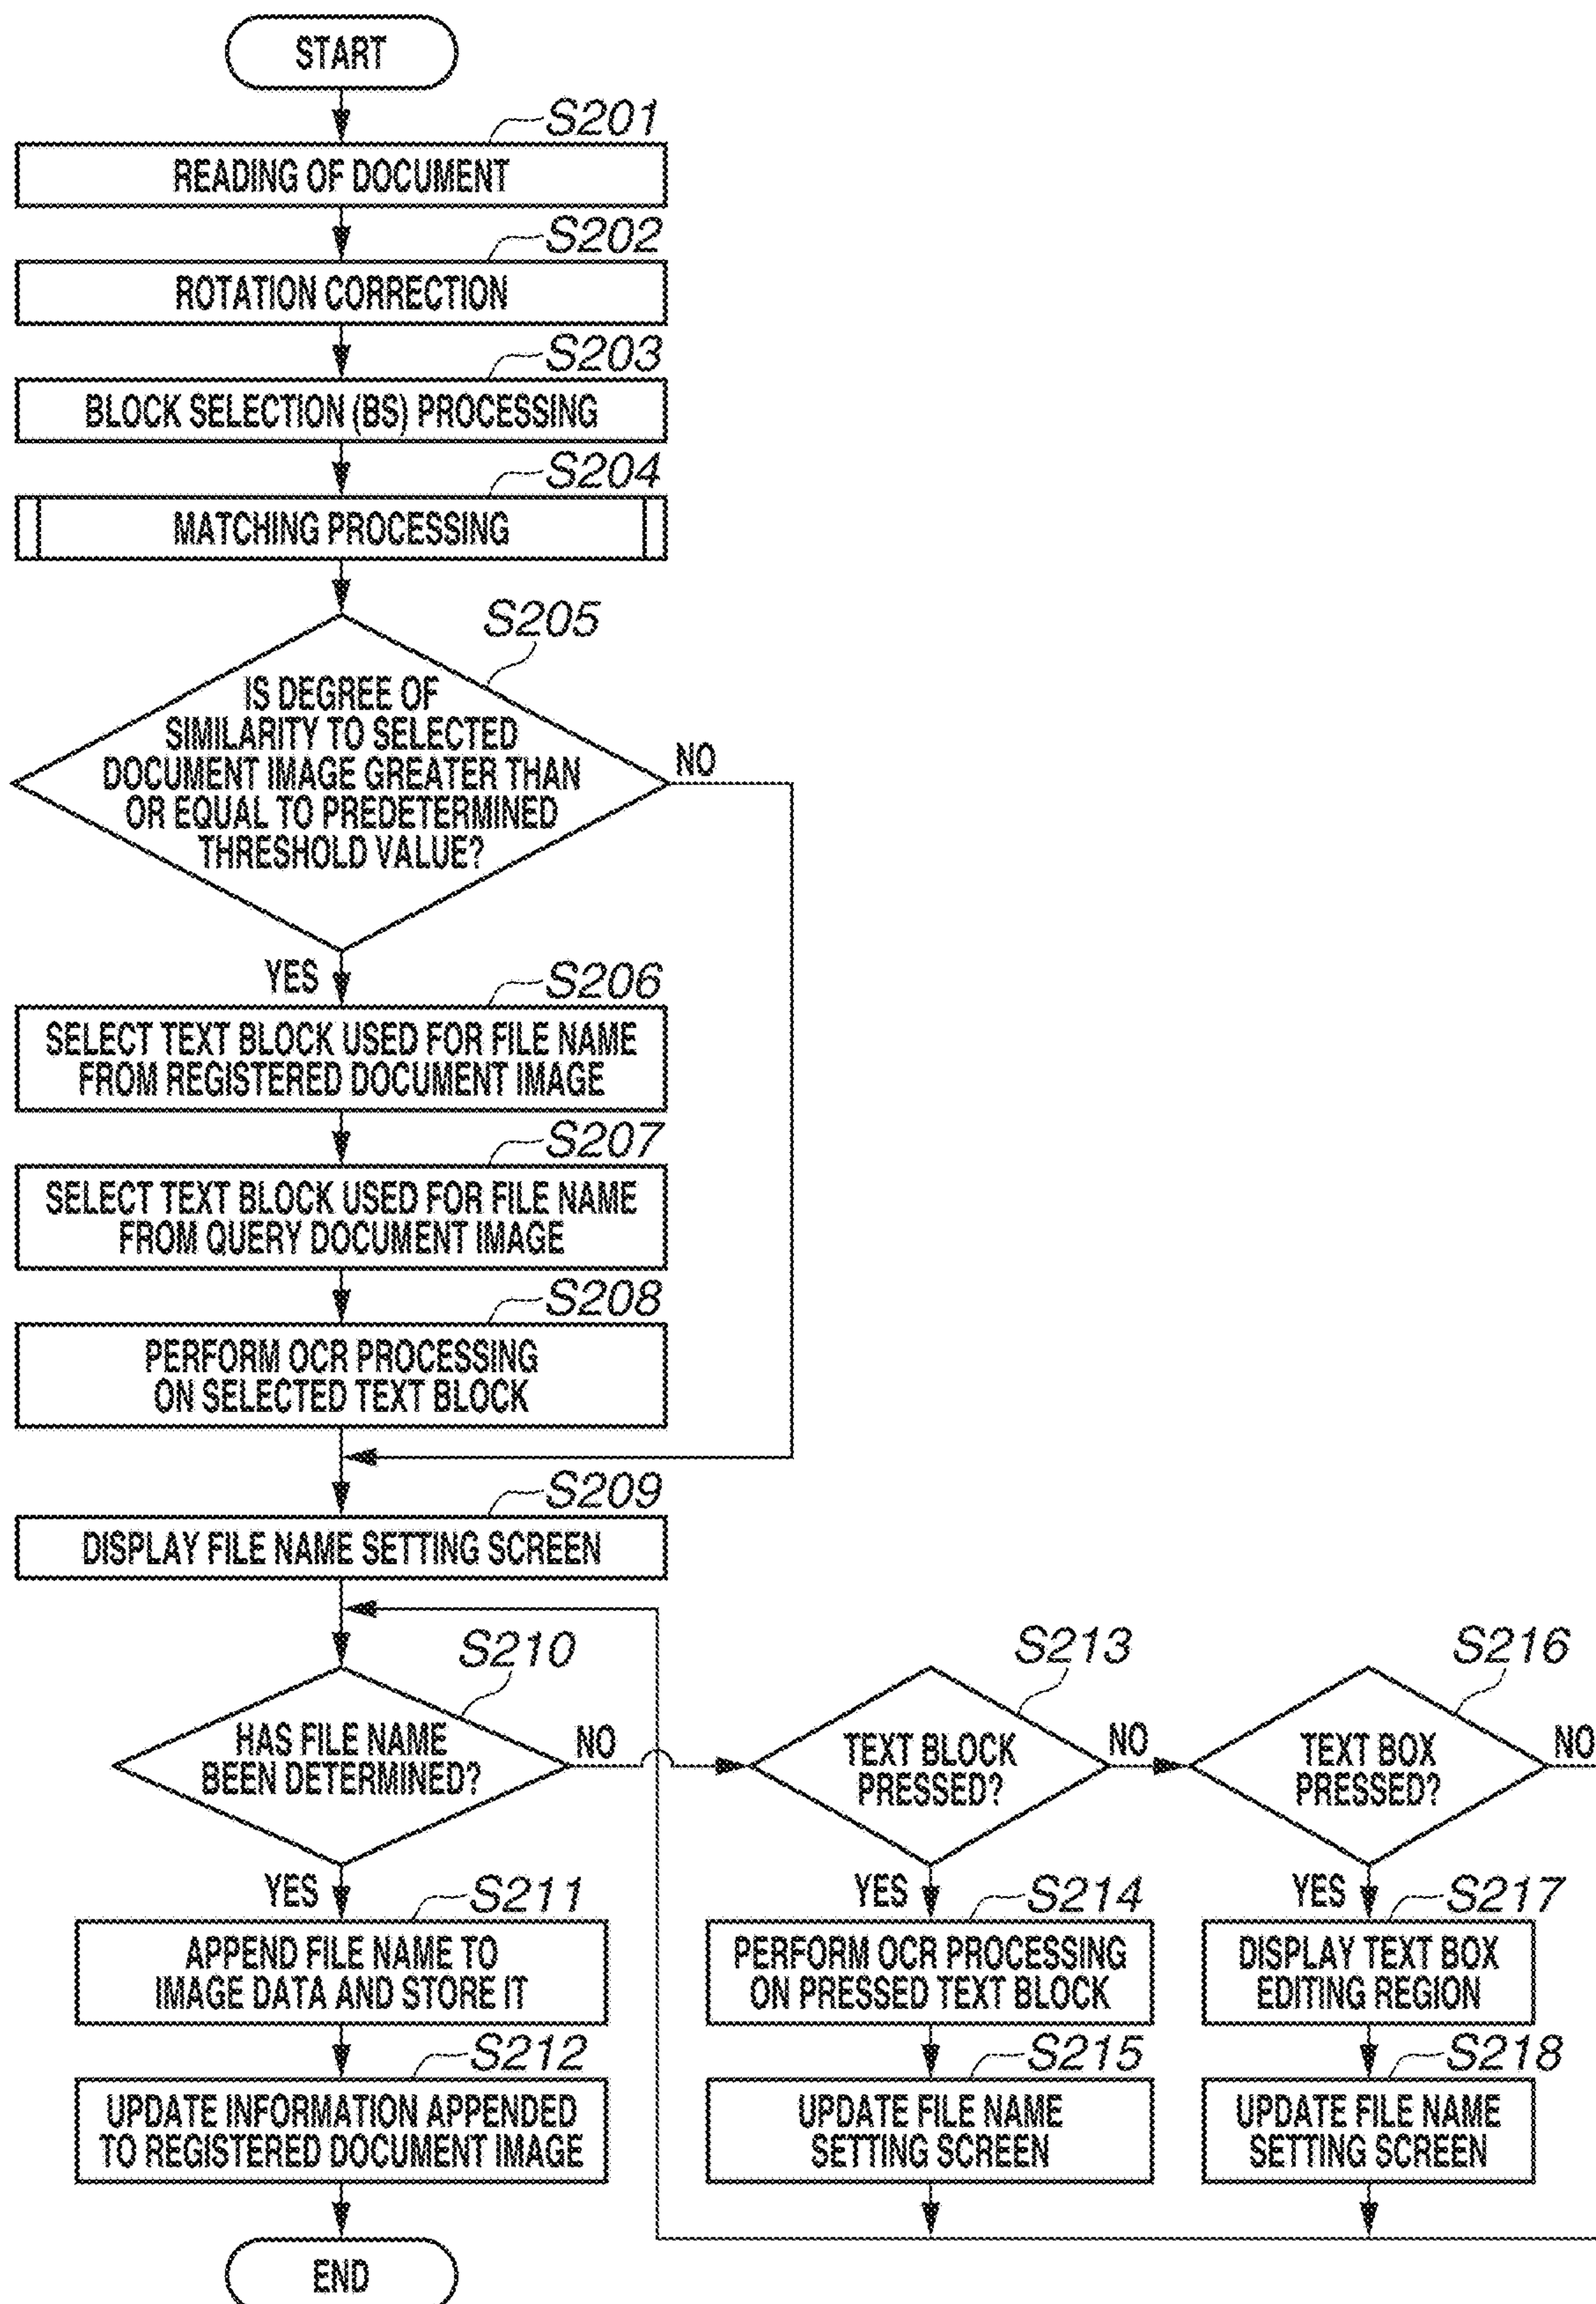 START
S201
READING OF DOCUMENT
S202
ROTATION CORRECTION
S203
BLOCK SELECTION (BS) PROCESSING
S204
MATCHING PROCESSING
S205
IS DEGREE OF
SIMILARITY TO SELECTED
DOCUMENT IMAGE GREATER THAN
OR EQUAL TO PREDETERMINED
THRESHOLD VALUE?
NO
YES
S206
SELECT TEXT BLOCK USED FOR FILE NAME
FROM REGISTERED DOCUMENT IMAGE
S207
SELECT TEXT BLOCK USED FOR FILE NAME
FROM QUERY DOCUMENT IMAGE
S208
PERFORM OCR PROCESSING
ON SELECTED TEXT BLOCK
S209
DISPLAY FILE NAME SETTING SCREEN
S210
HAS FILE NAME
BEEN DETERMINED?
NO
YES
S211
APPEND FILE NAME TO
IMAGE DATA AND STORE IT
S212
UPDATE INFORMATION APPENDED
TO REGISTERED DOCUMENT IMAGE
END
S213
TEXT BLOCK
PRESSED?
NO
YES
S214
PERFORM OCR PROCESSING
ON PRESSED TEXT BLOCK
S215
UPDATE FILE NAME
SETTING SCREEN
S216
TEXT BOX
PRESSED?
NO
YES
S217
DISPLAY TEXT BOX
EDITING REGION
S218
UPDATE FILE NAME
SETTING SCREEN